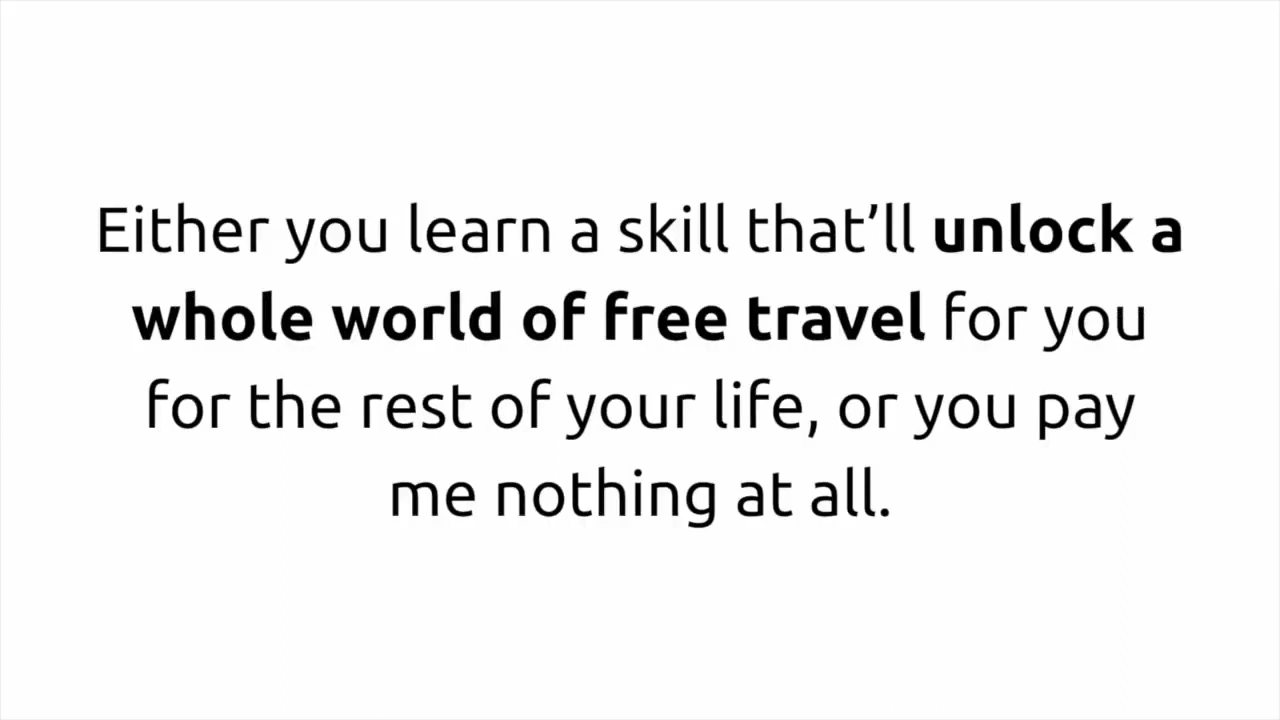 Either you learn a skill that’ll unlock a
whole world of free travel for you
for the rest of your life, or you pay
me nothing at all.